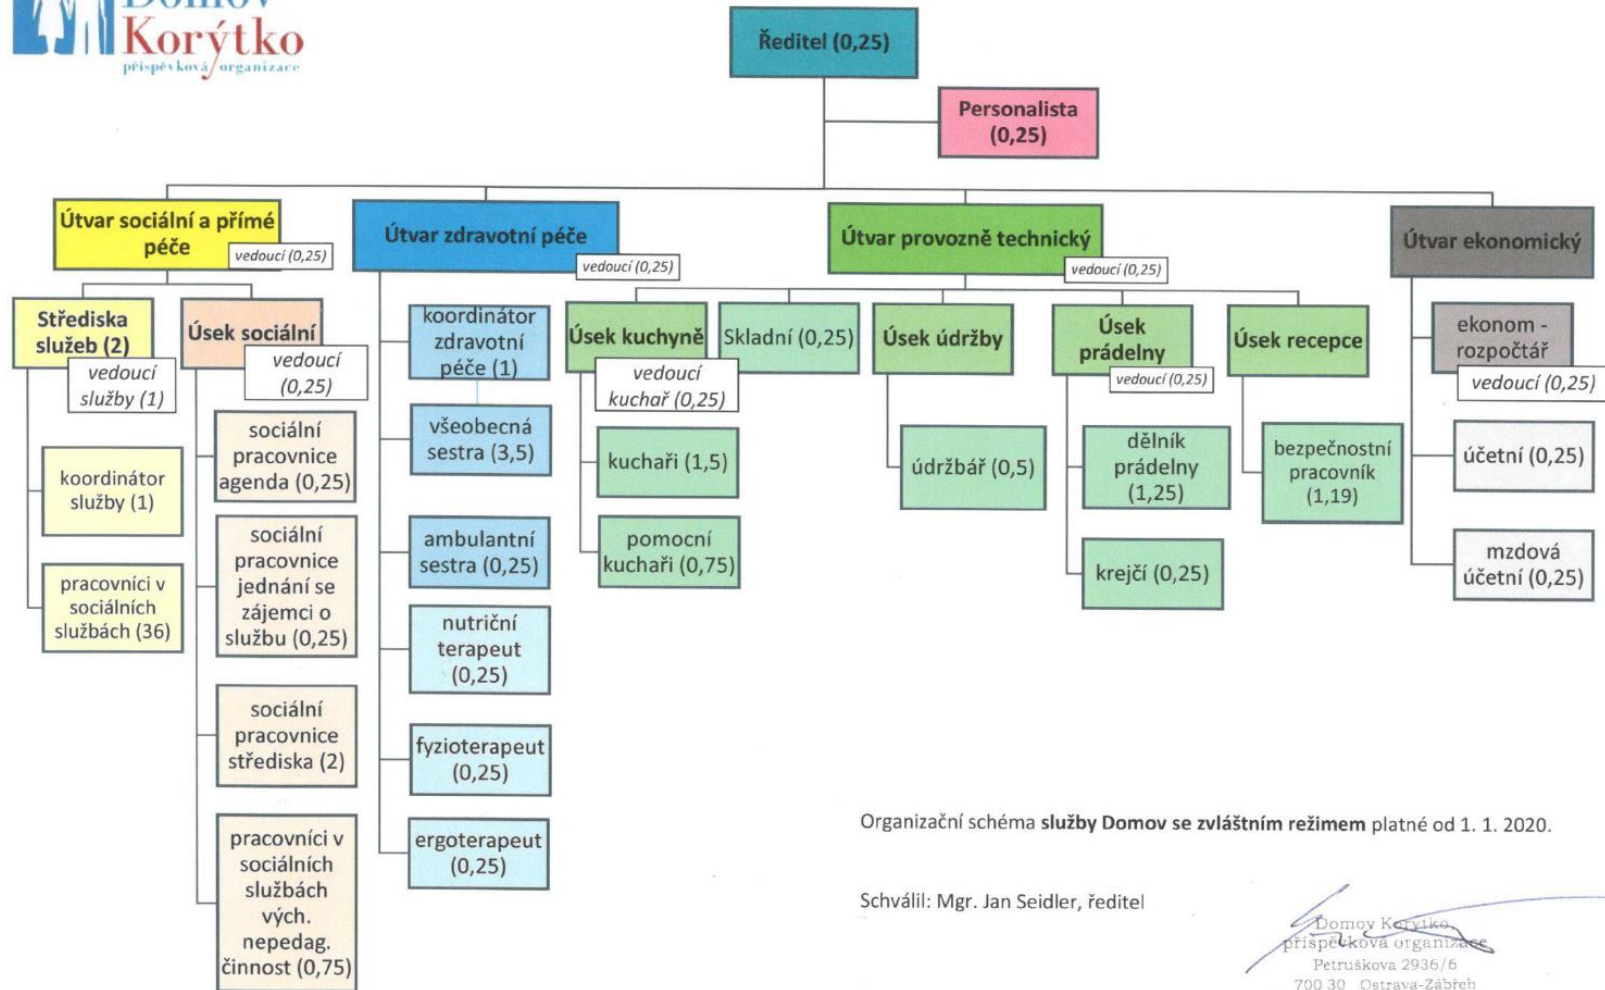 Domov
Korýtko
příspěvková organizace
Ředitel (0,25)
Personalista
(0,25)
Útvar sociální a přímé
péče
vedoucí (0,25)
Útvar zdravotní péče
vedoucí (0,25)
Útvar provozně technický
vedoucí (0,25)
Útvar ekonomický
Střediska
služeb (2)
vedoucí
služby (1)
koordinátor
služby (1)
pracovníci v
sociálních
službách (36)
Úsek sociální
vedoucí
(0,25)
sociální
pracovnice
agenda (0,25)
sociální
pracovnice
jednání se
zájemci o
službu (0,25)
sociální
pracovnice
střediska (2)
pracovníci v
sociálních
službách
vých.
nepedag.
činnost (0,75)
koordinátor
zdravotní
péče (1)
všeobecná
sestra (3,5)
ambulantní
sestra (0,25)
nutriční
terapeut
(0,25)
fyzioterapeut
(0,25)
ergoterapeut
(0,25)
Úsek kuchyně
vedoucí
kuchař (0,25)
kuchaři (1,5)
pomocní
kuchaři (0,75)
Skladní (0,25)
Úsek údržby
údržbář (0,5)
Úsek
prádelny
vedoucí (0,25)
dělník
prádelny
(1,25)
krejčí (0,25)
Úsek recepce
bezpečnostní
pracovník
(1,19)
ekonom -
rozpočtář
vedoucí (0,25)
účetní (0,25)
mzdová
účetní (0,25)
Organizační schéma služby Domov se zvláštním režimem platné od 1. 1. 2020.
Schválil: Mgr. Jan Seidler, ředitel
Domov Korýtko,
příspěvková organizace
Petruškova 2936/6
700 30 Ostrava-Zábřeh